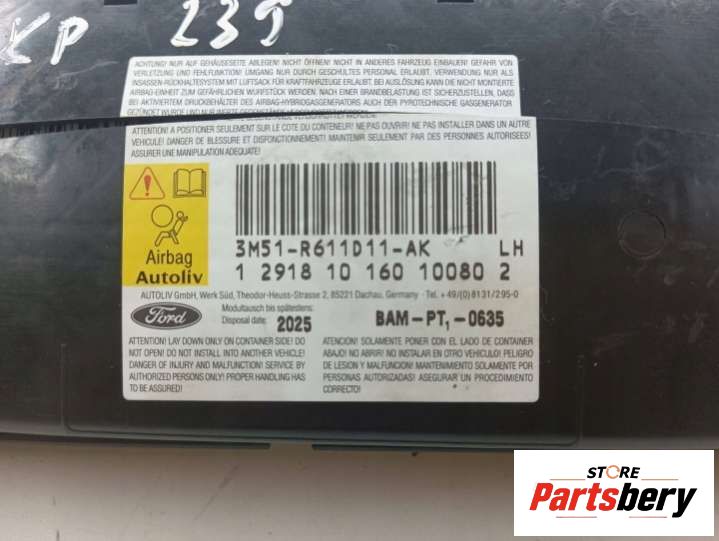 KP 239
ACHTUNG! NUR AUF GEHÄUSESEITE ABLEGEN! NICHT ÖFFNEN! NICHT IN ANDERES FAHRZEUG EINBAUEN! GEFAHR VON
VERLETZUNG UND FEHLFUNKTION! UMGANG NUR DURCH GESCHULTES PERSONAL ERLAUBT. VERWENDUNG NUR ALS
INSASSEN-RÜCKHALTESYSTEM MIT LUFTSACK FÜR KRAFTFAHRZEUGE ERLAUBT. KANN BEI NICHT KORREKTER MONTAGE
AIRBAG-EINHEIT ZUM GEFÄHRLICHEN WURFSTÜCK WERDEN. NACH EINER BRANDBELASTUNG IST SICHERZUSTELLEN, DASS
BEI AKTIVIERTEM DRUCKBEHÄLTER DES AIRBAG-HYBRIDGASGENERATORS AUCH DER PYROTECHNISCHE GASGENERATOR
GEZÜNDET WURDE UND
ATTENTION! A POSITIONER SEULEMENT SUR LE COTE DU CONTENEUR! NE PAS OUVRIR! NE PAS INSTALLER DANS UN AUTRE
VEHICULE!. DANGER DE BLESSURE ET DISFONCTIONNEMENT! MAINTENIR SEULEMENT PAR DES PERSONNES AUTORISEES!
ASSURER UNE MANIPULATION ADEQUATE!
Airbag
Autoliv
3M51-R611D11-AK LH
1 2918 10 160 10080 2
AUTOLIV GmbH, Werk Süd, Theodor-Heuss-Strasse 2, 85221 Dachau, Germany · Tel. +49/(0)8131/295-0
Ford
Modultausch bis spätestens:
Disposal date: 2025
BAM-PT₁-0635
ATTENTION! LAY DOWN ONLY ON CONTAINER SIDE! DO
NOT OPEN! DO NOT INSTALL INTO ANOTHER VEHICLE!
DANGER OF INJURY AND MALFUNCTION! SERVICE BY
AUTHORIZED PERSONS ONLY! PROPER HANDLING HAS
TO BE ASSURED!
ATENCION! SOLAMENTE PONER CON EL LADO DE CONTAINER
ABAJO! NO ABRIR! NO INSTALAR EN OTRO VEHICULO! PELIGRO
DE LESION Y MALFUNCION! MANTENIMIENTO SOLAMENTE POR
PERSONAS AUTORIZADAS! ASEGURAR UN PROCEDIMIENTO
CORRECTO!
STORE
Partsbery